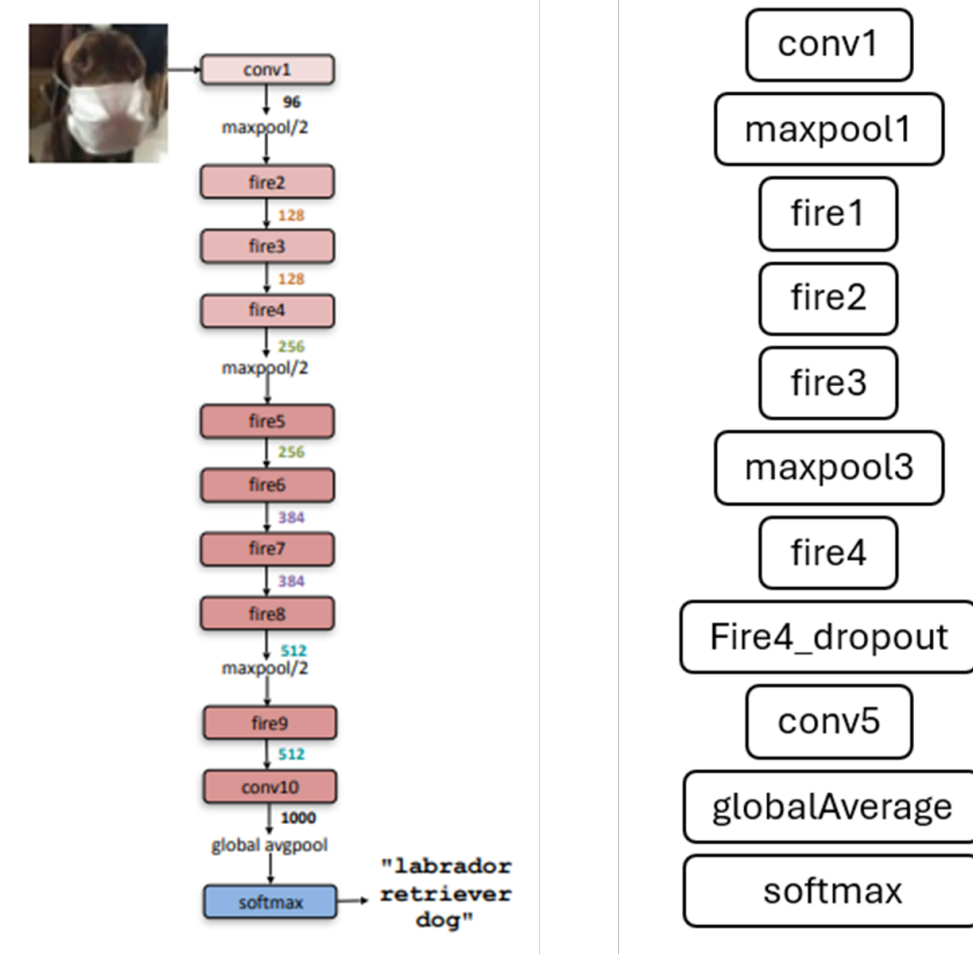 conv1
96
maxpool/2
fire2
128
fire3
128
fire4
256
maxpool/2
fire5
256
fire6
384
fire7
384
fire8
512
maxpool/2
fire9
512
conv10
1000
global avgpool
softmax
"labrador
retriever
dog"
conv1
maxpool1
fire1
fire2
fire3
maxpool3
fire4
Fire4_dropout
conv5
globalAverage
softmax